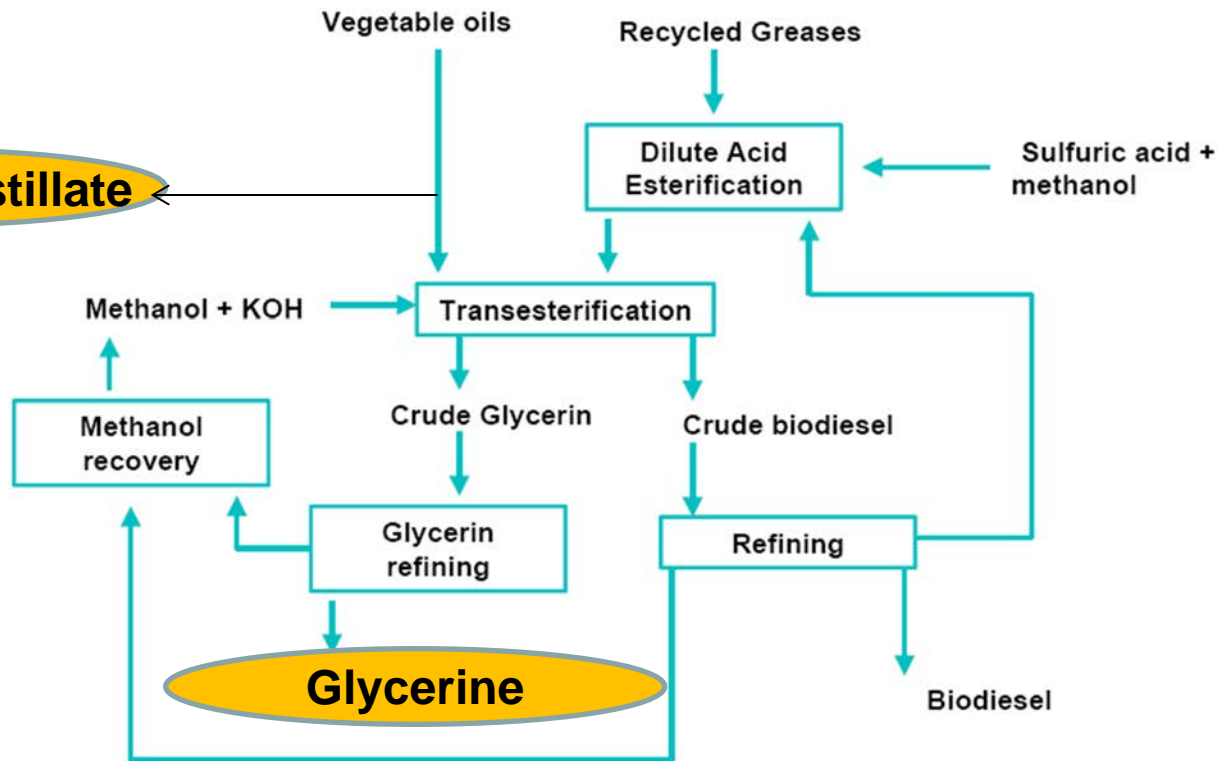 Vegetable oils
Recycled Greases
Dilute Acid
Esterification
Sulfuric acid +
methanol
Methanol + KOH
Transesterification
Crude Glycerin
Crude biodiesel
Methanol
recovery
Glycerin
refining
Refining
Glycerine
Biodiesel